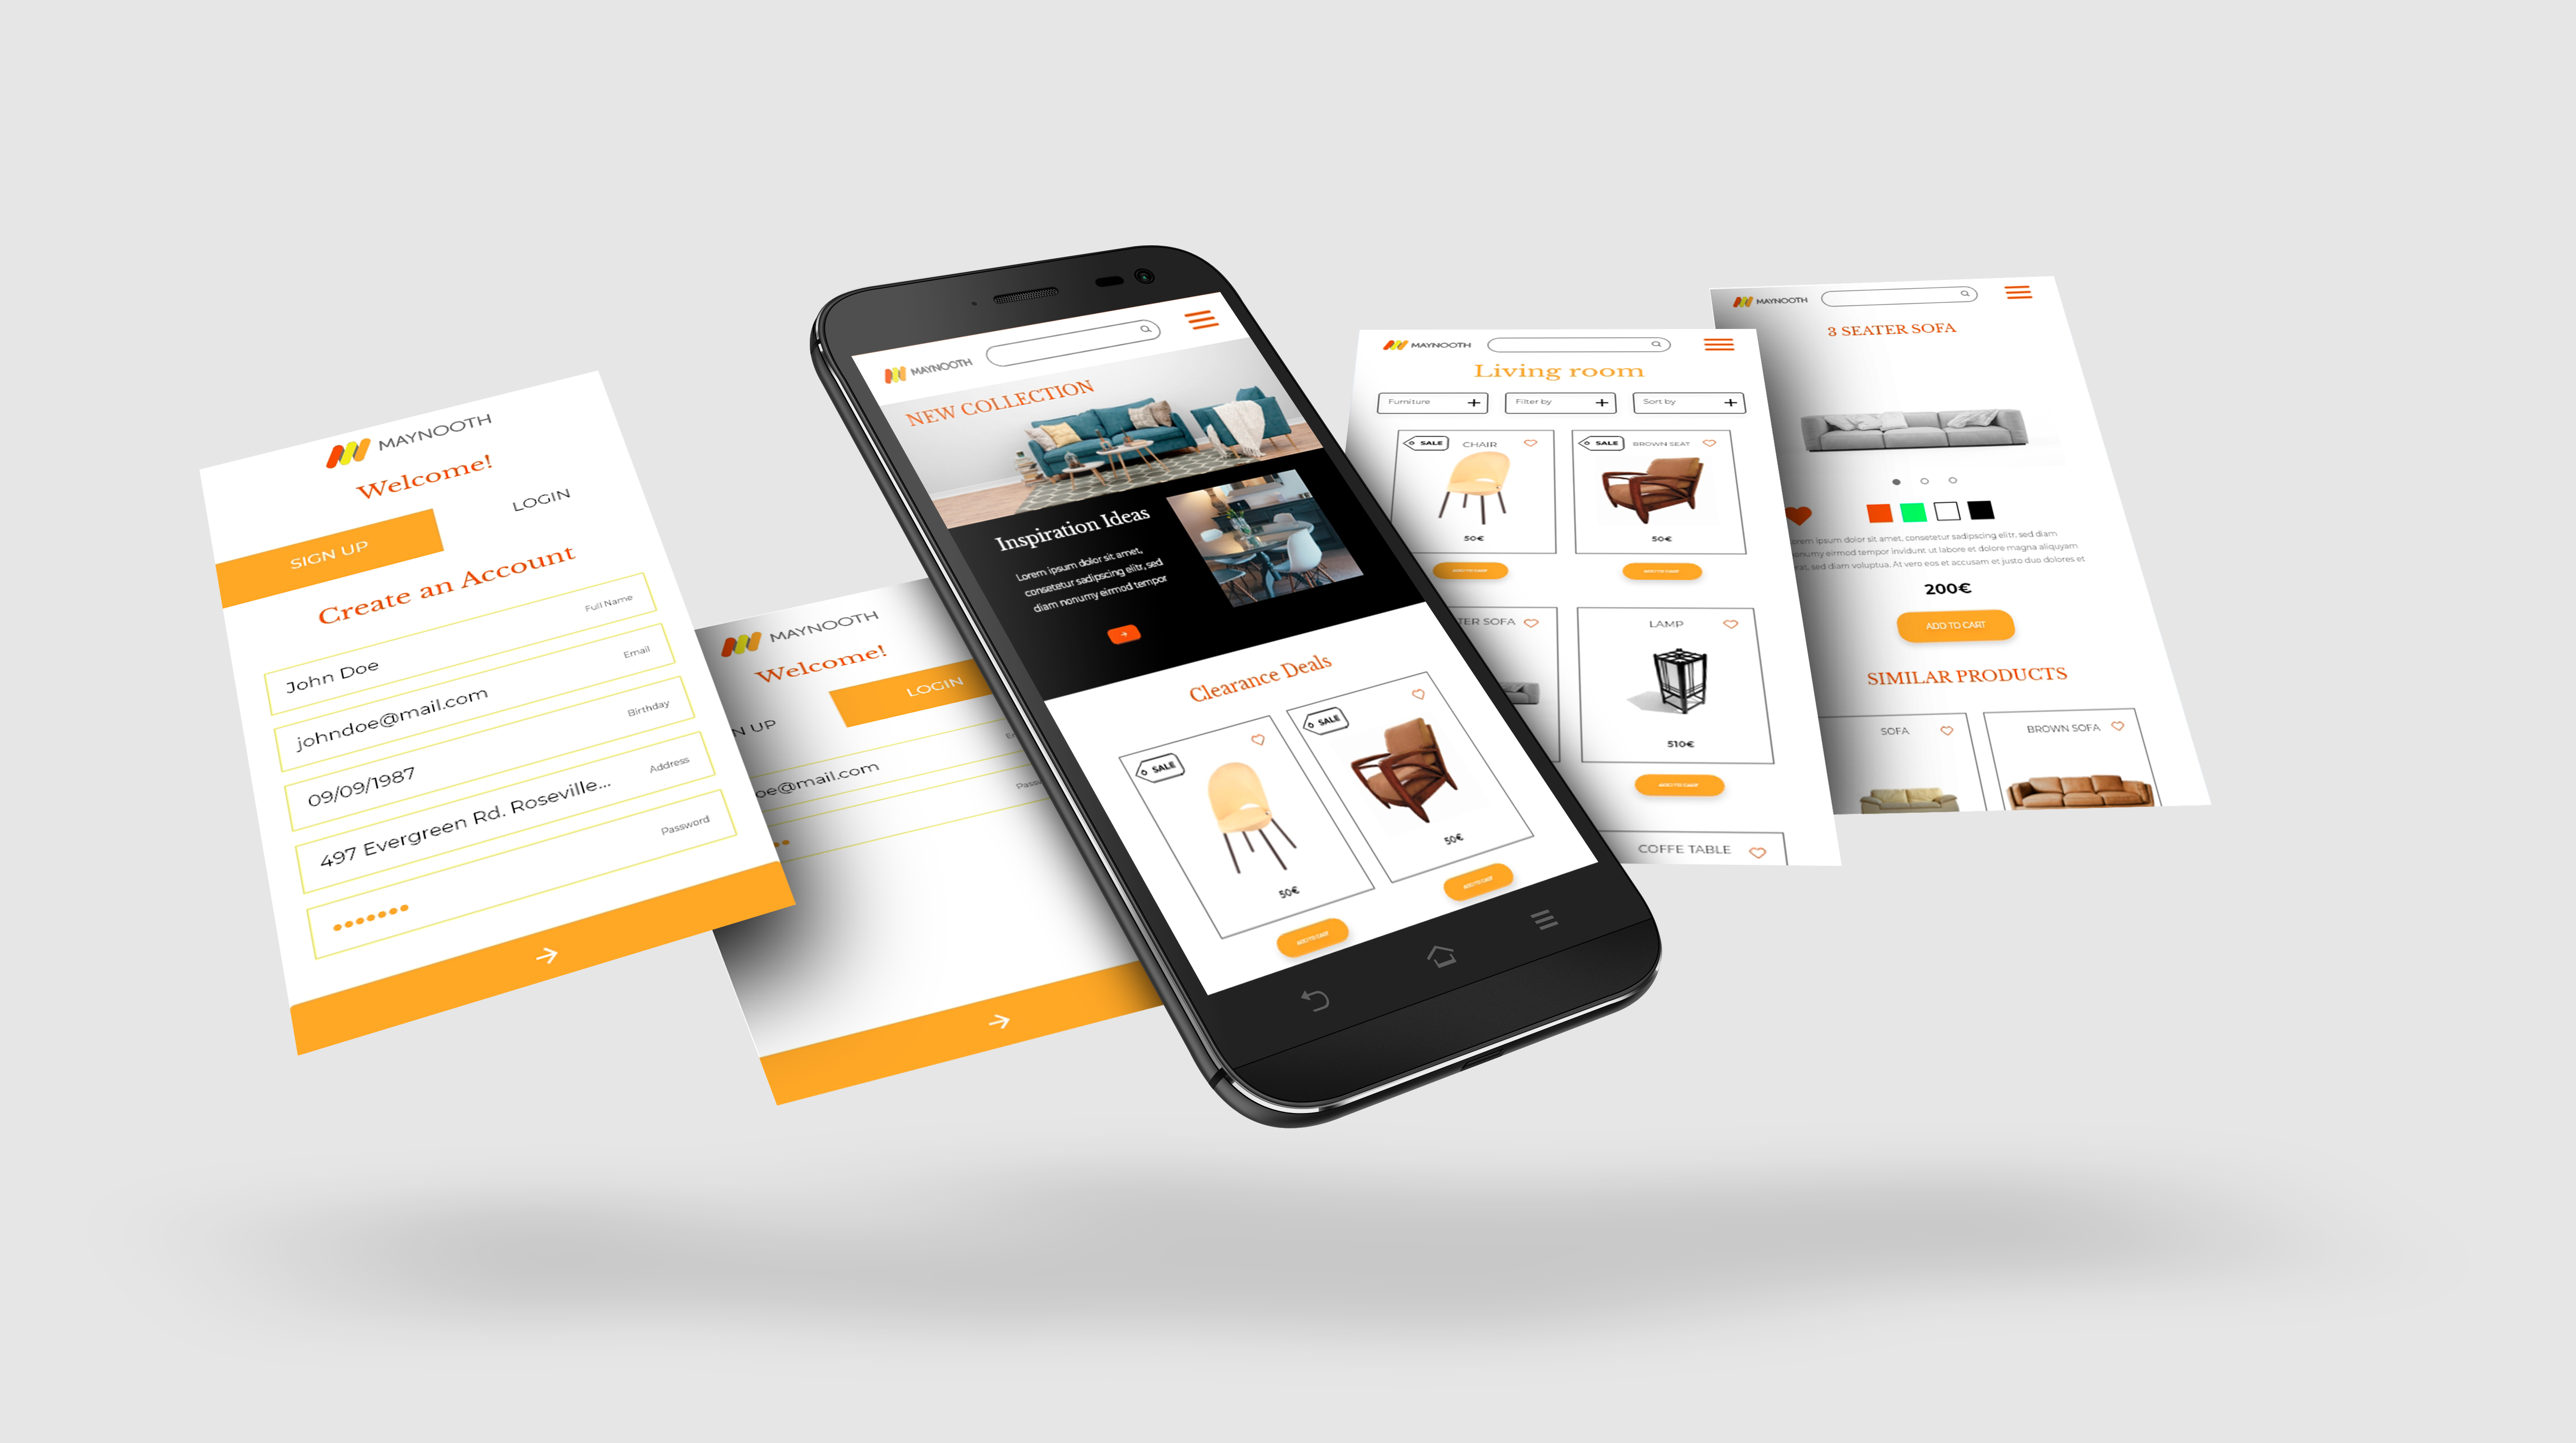 MAYNOOTH
Welcome!
SIGN UP
LOGIN
Create an Account
Full Name
John Doe
Email
johndoe@mail.com
Birthday
09/09/1987
Address
497 Evergreen Rd. Roseville...
Password
MAYNOOTH
Welcome!
N UP
LOGIN
oe@mail.com
MAYNOOTH
NEW COLLECTION
Inspiration Ideas
Lorem ipsum dolor sit amet,
consetetur sadipscing elitr, sed
diam nonumy eirmod tempor
Clearance Deals
SALE
SALE
50€
50€
ADD TO CART
ADD TO CART
MAYNOOTH
Living room
Furniture
Filter by
Sort by
SALE
CHAIR
SALE
BROWN SEAT
50€
50€
ADD TO CART
ADD TO CART
TER SOFA
LAMP
510€
ADD TO CART
COFFE TABLE
MAYNOOTH
3 SEATER SOFA
orem ipsum dolor sit amet, consetetur sadipscing elitr, sed diam
nonumy eirmod tempor invidunt ut labore et dolore magna aliquyam
rat, sed diam voluptua. At vero eos et accusam et justo duo dolores et
200€
ADD TO CART
SIMILAR PRODUCTS
SOFA
BROWN SOFA